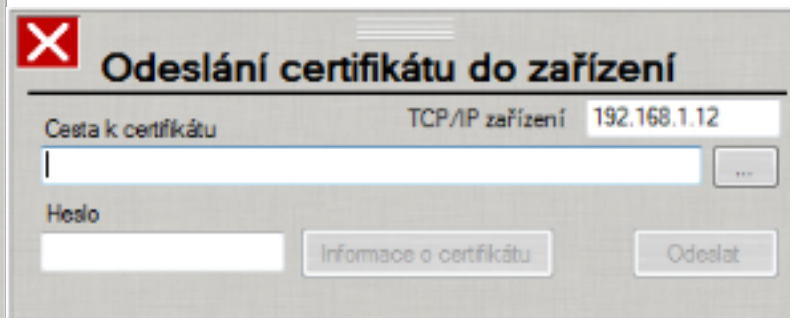 Odeslání certifikátu do zařízení
TCP/IP zařízení 192.168.1.12
Cesta k certifikátu
...
Heslo
Informace o certifikátu Odeslat